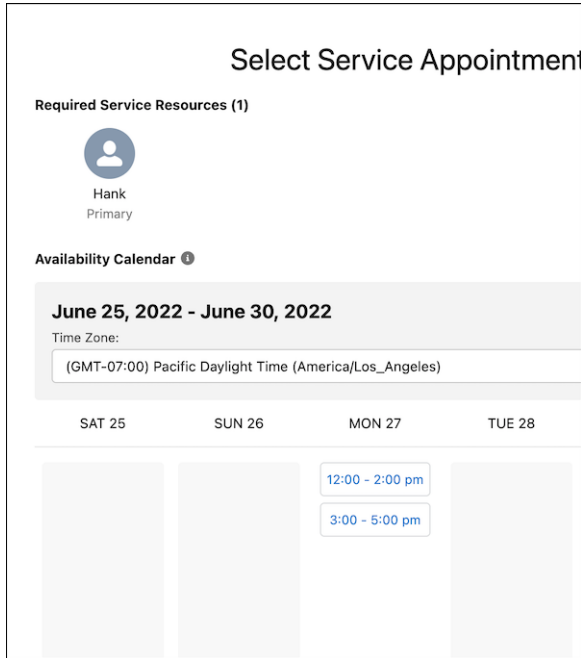 Select Service Appointment
Required Service Resources (1)
Hank
Primary
Availability Calendar
June 25, 2022 - June 30, 2022
Time Zone:
(GMT-07:00) Pacific Daylight Time (America/Los_Angeles)
SAT 25 SUN 26 MON 27 TUE 28
12:00 - 2:00 pm
3:00 - 5:00 pm